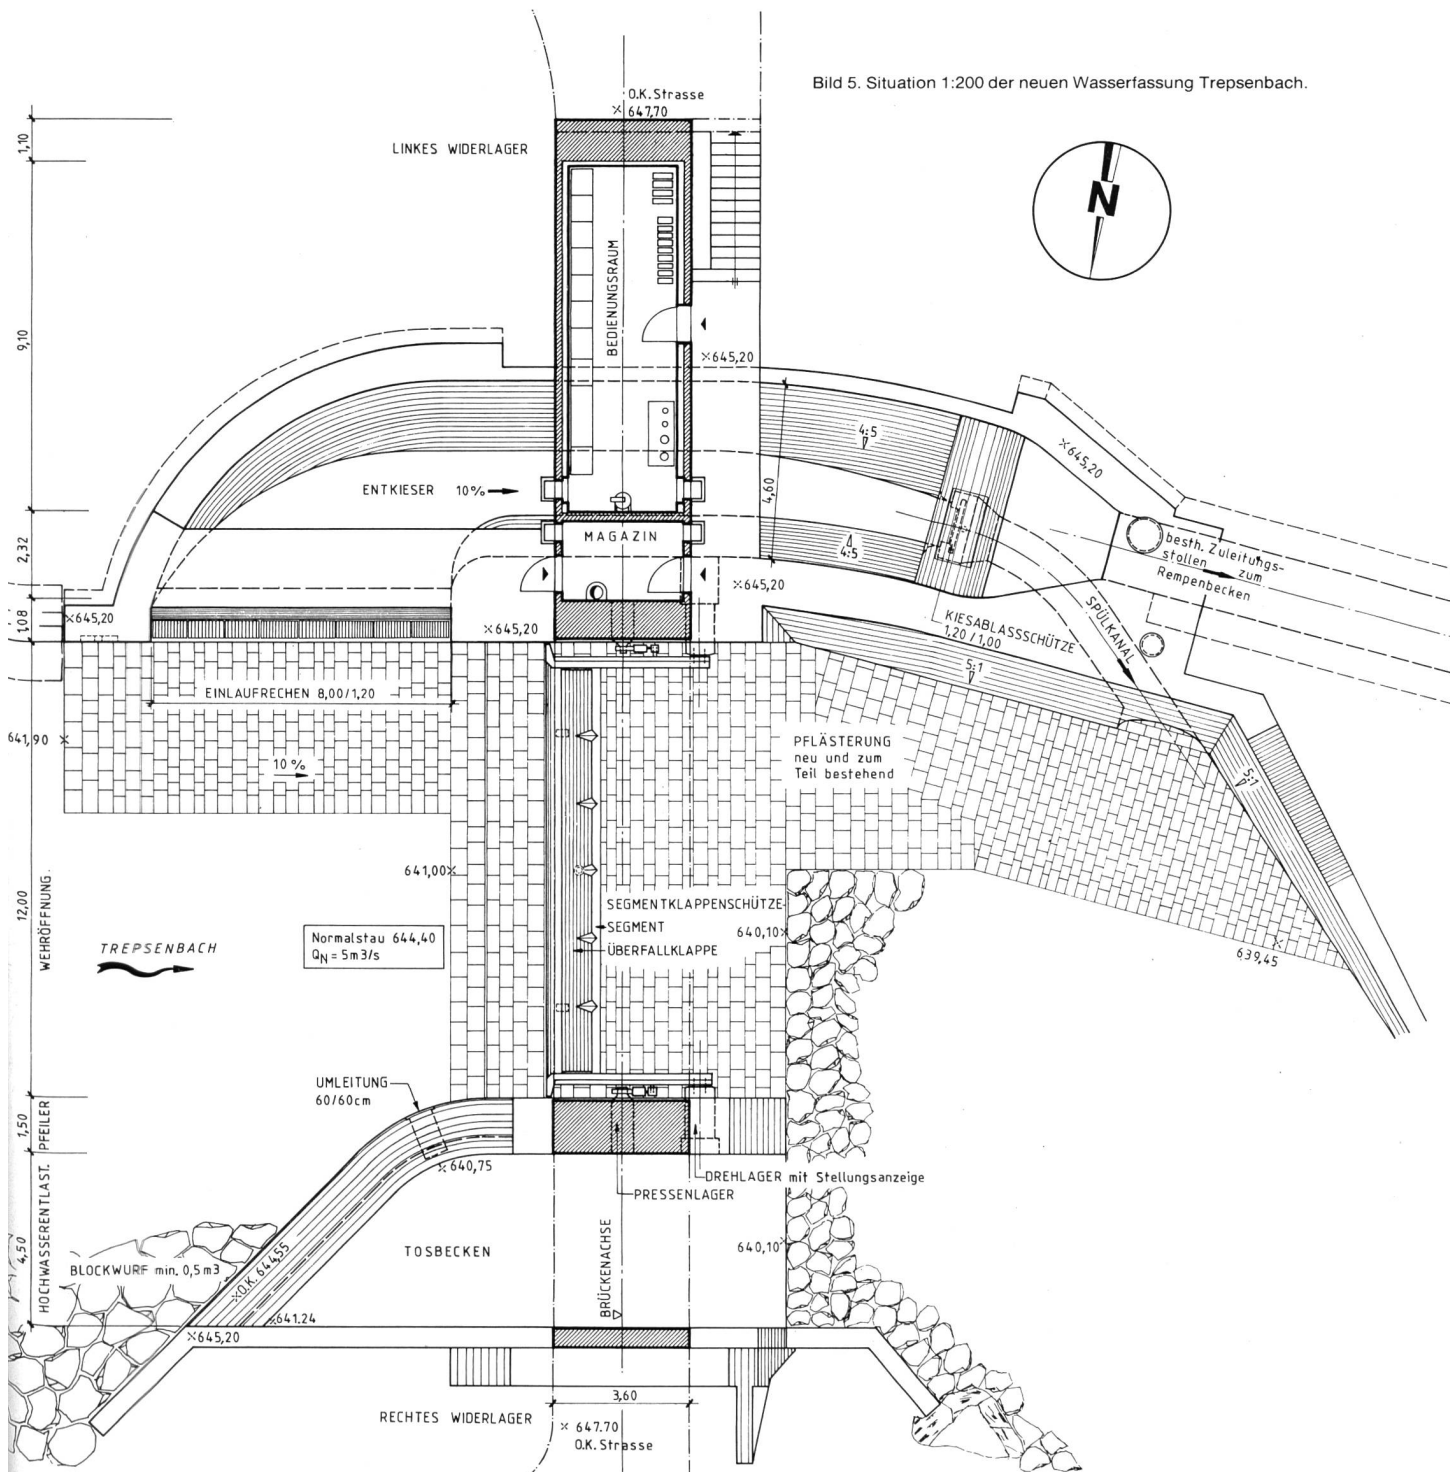 Bild 5. Situation 1:200 der neuen Wasserfassung Trepsenbach.
O.K. Strasse
647,70
LINKES WIDERLAGER
N
1,10
BEDIENUNGSRAUM
9,10
645,20
4:5
645,20
4,60
ENTKIESER 10%
MAGAZIN
4:5
besth. Zuleitungs-
stollen zum
Rempenbecken
2,32
645,20
1,08
645,20
645,20
KIESABLASSSCHÜTZE
1,20 / 1,00
SPÜLKANAL
5:1
EINLAUFRECHEN 8,00/1,20
641,90
10%
PFLÄSTERUNG
neu und zum
Teil bestehend
5:1
641,00
12,00
WEHRÖFFNUNG
SEGMENTKLAPPENSCHÜTZE
SEGMENT
ÜBERFALLKLAPPE
640,10
639,45
Normalstau 644,40
QN = 5m3/s
TREPSENBACH
UMLEITUNG
60/60cm
1,50
PFEILER
640,75
DREHLAGER mit Stellungsanzeige
PRESSENLAGER
4,50
HOCHWASSERENTLAST.
TOSBECKEN
640,10
BRÜCKENACHSE
BLOCKWURF min. 0,5m3
O.K. 644,55
641.24
645,20
3,60
RECHTES WIDERLAGER
647.70
O.K. Strasse